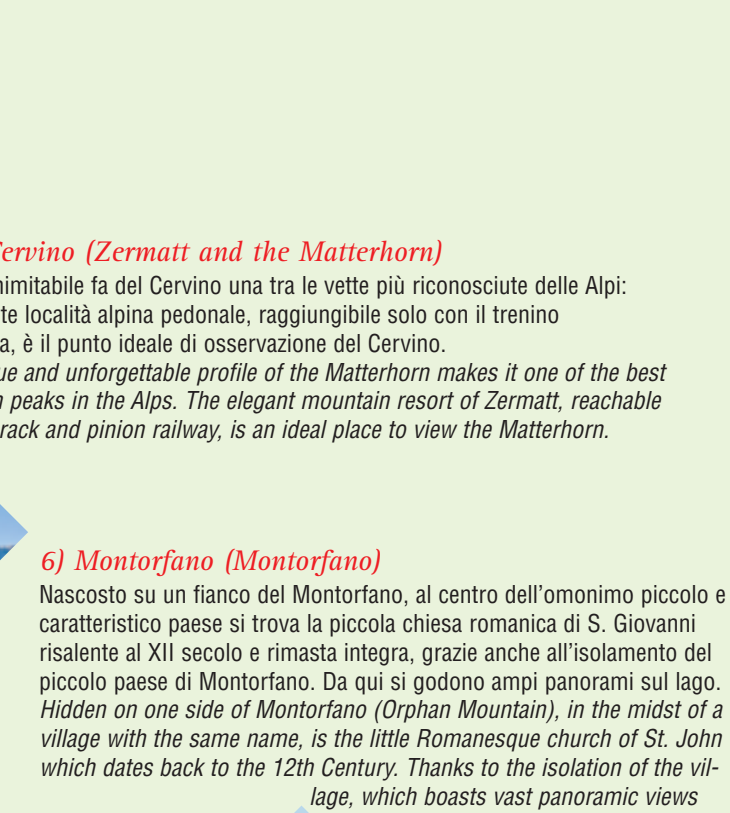 ervino (Zermatt and the Matterhorn)
nimitabile fa del Cervino una tra le vette più riconosciute delle Alpi:
te località alpina pedonale, raggiungibile solo con il trenino
a, è il punto ideale di osservazione del Cervino.
ue and unforgettable profile of the Matterhorn makes it one of the best
peaks in the Alps. The elegant mountain resort of Zermatt, reachable
rack and pinion railway, is an ideal place to view the Matterhorn.
6) Montorfano (Montorfano)
Nascosto su un fianco del Montorfano, al centro dell'omonimo piccolo e
caratteristico paese si trova la piccola chiesa romanica di S. Giovanni
risalente al XII secolo e rimasta integra, grazie anche all'isolamento del
piccolo paese di Montorfano. Da qui si godono ampi panorami sul lago.
Hidden on one side of Montorfano (Orphan Mountain), in the midst of a
village with the same name, is the little Romanesque church of St. John
which dates back to the 12th Century. Thanks to the isolation of the vil-
lage, which boasts vast panoramic views